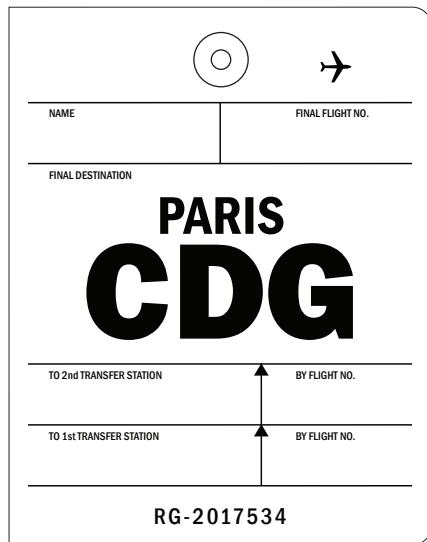 NAME FINAL FLIGHT NO.
FINAL DESTINATION
PARIS
CDG
TO 2nd TRANSFER STATION BY FLIGHT NO.
TO 1st TRANSFER STATION BY FLIGHT NO.
RG-2017534